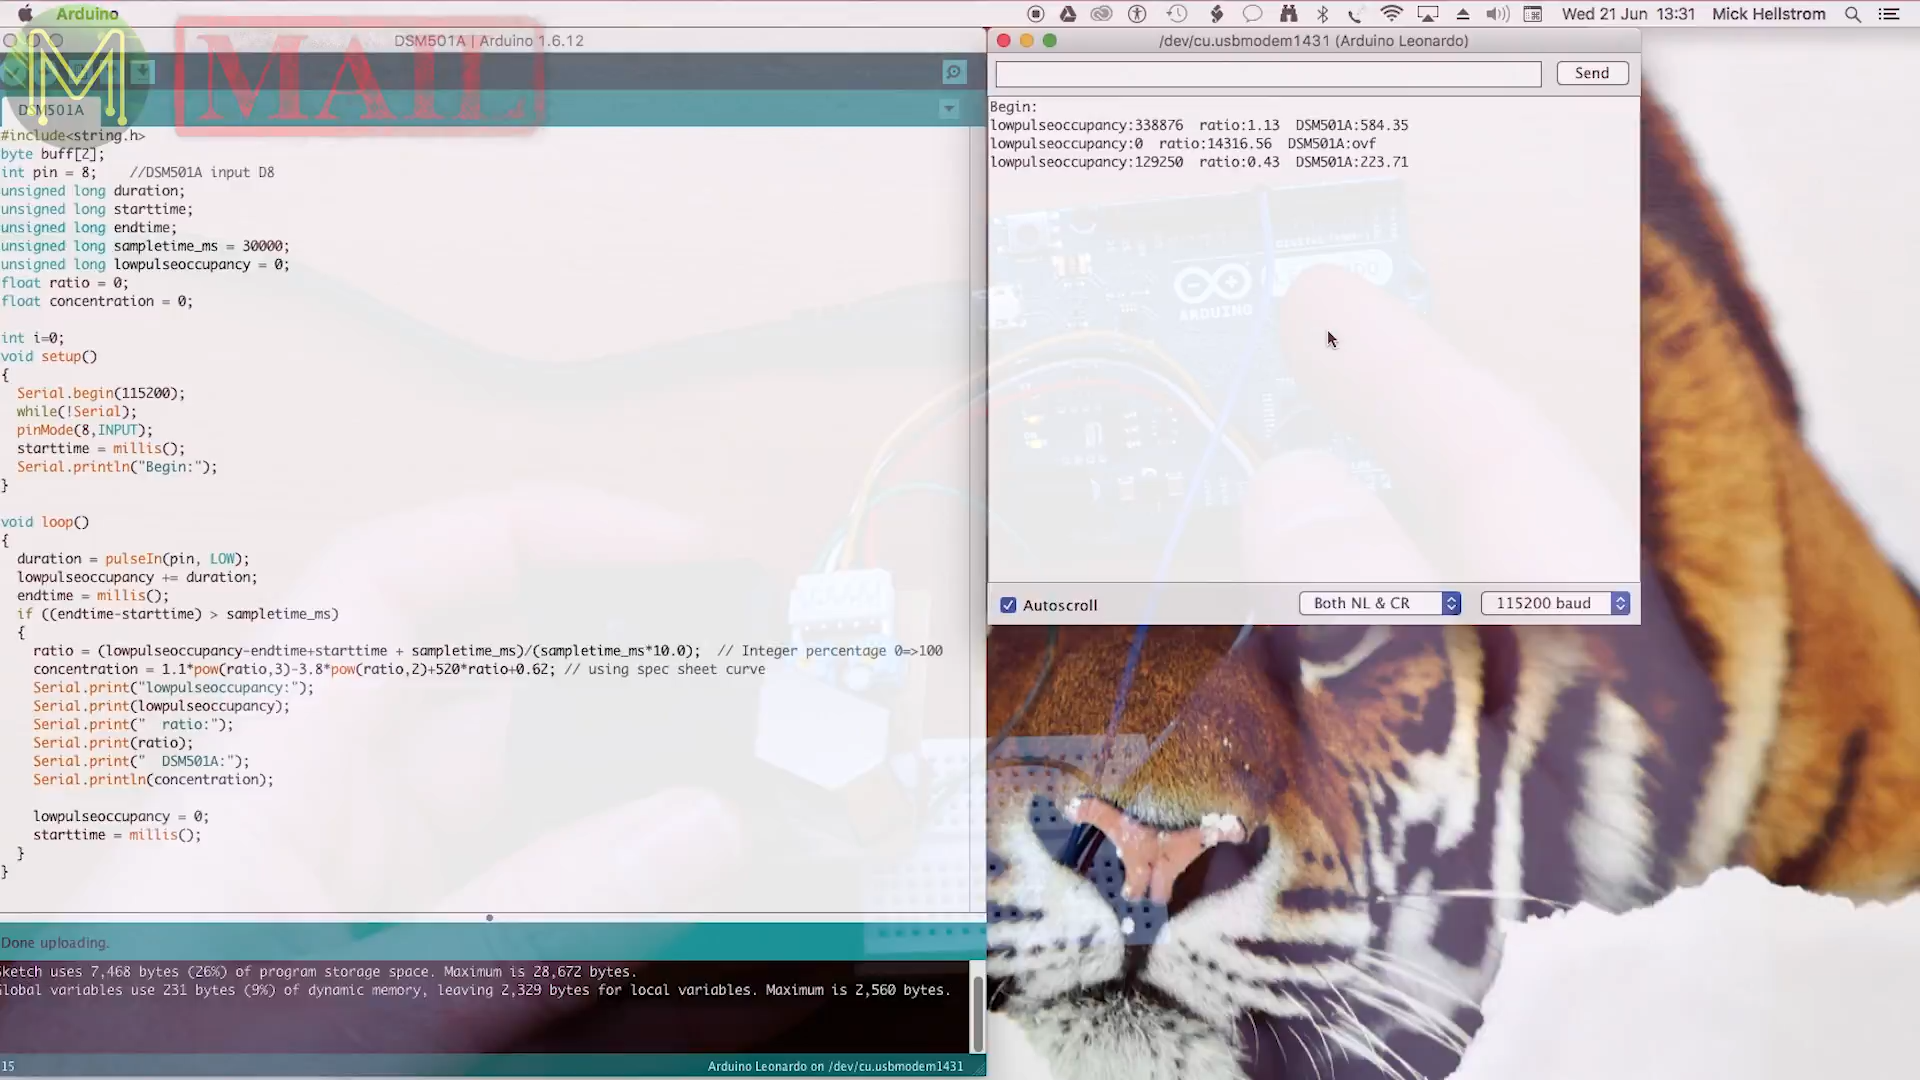 Arduino
Wed 21 Jun 13:31 Mick Hellstrom
DSM501A | Arduino 1.6.12
MAIL
DSM501A
#include<string.h>
byte buff[2];
int pin = 8; //DSM501A input D8
unsigned long duration;
unsigned long starttime;
unsigned long endtime;
unsigned long sampletime_ms = 30000;
unsigned long lowpulseoccupancy = 0;
float ratio = 0;
float concentration = 0;
int i=0;
void setup()
{
Serial.begin(115200);
while(!Serial);
pinMode(8,INPUT);
starttime = millis();
Serial.println("Begin:");
}
void loop()
{
duration = pulseIn(pin, LOW);
lowpulseoccupancy += duration;
endtime = millis();
if ((endtime-starttime) > sampletime_ms)
{
ratio = (lowpulseoccupancy-endtime+starttime + sampletime_ms)/(sampletime_ms*10.0); // Integer percentage 0=>100
concentration = 1.1*pow(ratio,3)-3.8*pow(ratio,2)+520*ratio+0.62; // using spec sheet curve
Serial.print("lowpulseoccupancy:");
Serial.print(lowpulseoccupancy);
Serial.print("  ratio:");
Serial.print(ratio);
Serial.print("  DSM501A:");
Serial.println(concentration);
lowpulseoccupancy = 0;
starttime = millis();
}
}
Done uploading.
Sketch uses 7,468 bytes (26%) of program storage space. Maximum is 28,672 bytes.
Global variables use 231 bytes (9%) of dynamic memory, leaving 2,329 bytes for local variables. Maximum is 2,560 bytes.
15
Arduino Leonardo on /dev/cu.usbmodem1431
/dev/cu.usbmodem1431 (Arduino Leonardo)
Send
Begin:
lowpulseoccupancy:338876  ratio:1.13  DSM501A:584.35
lowpulseoccupancy:0  ratio:14316.56  DSM501A:ovf
lowpulseoccupancy:129250  ratio:0.43  DSM501A:223.71
ARDUINO
Autoscroll
Both NL & CR
115200 baud